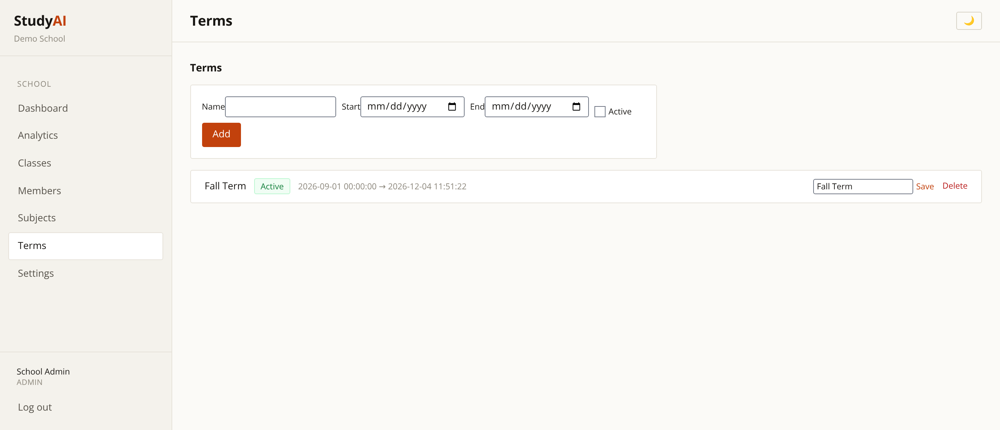 StudyAI
Demo School
SCHOOL
Dashboard
Analytics
Classes
Members
Subjects
Terms
Settings
School Admin
ADMIN
Log out
Terms
Terms
Name Start mm/dd/yyyy End mm/dd/yyyy Active
Add
Fall Term Active 2026-09-01 00:00:00 → 2026-12-04 11:51:22 Fall Term Save Delete